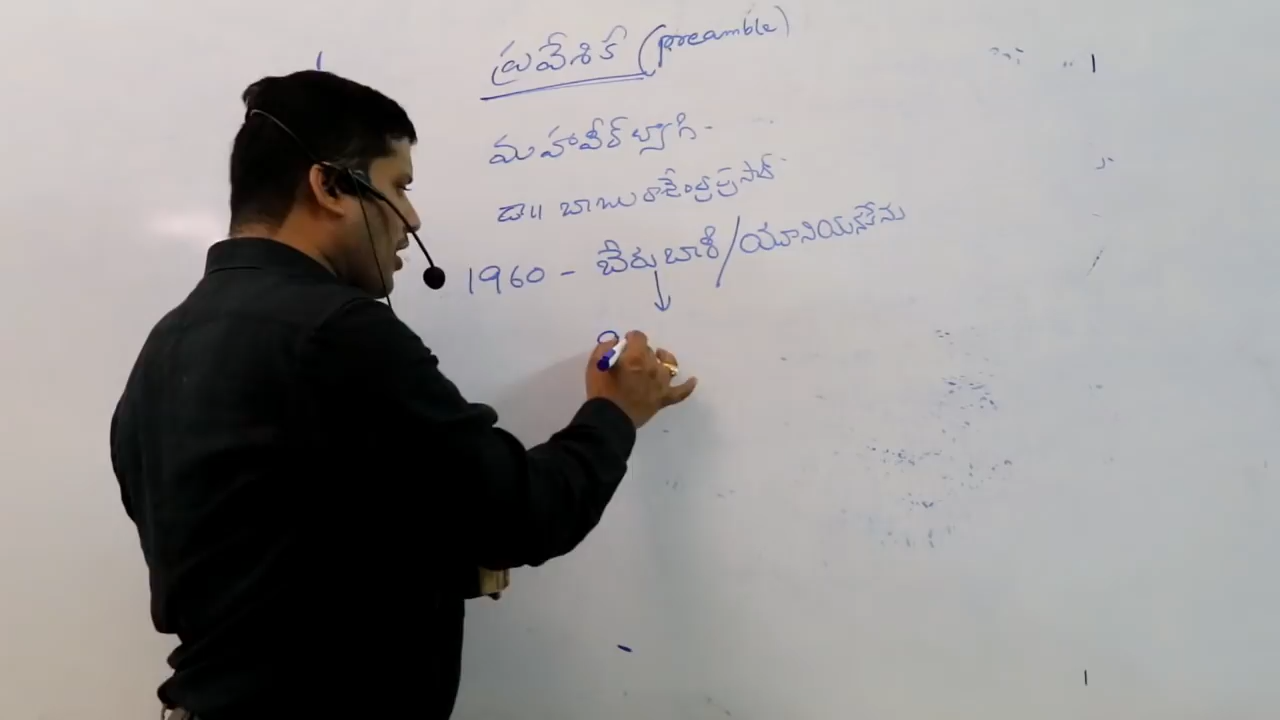 ప్రవేశిక (preamble)
మహావీర్ త్యాగి -
డా॥ బాబు రాజేంద్రప్రసాద్
1960 - బేరుబారీ/యూనియన్ కేసు